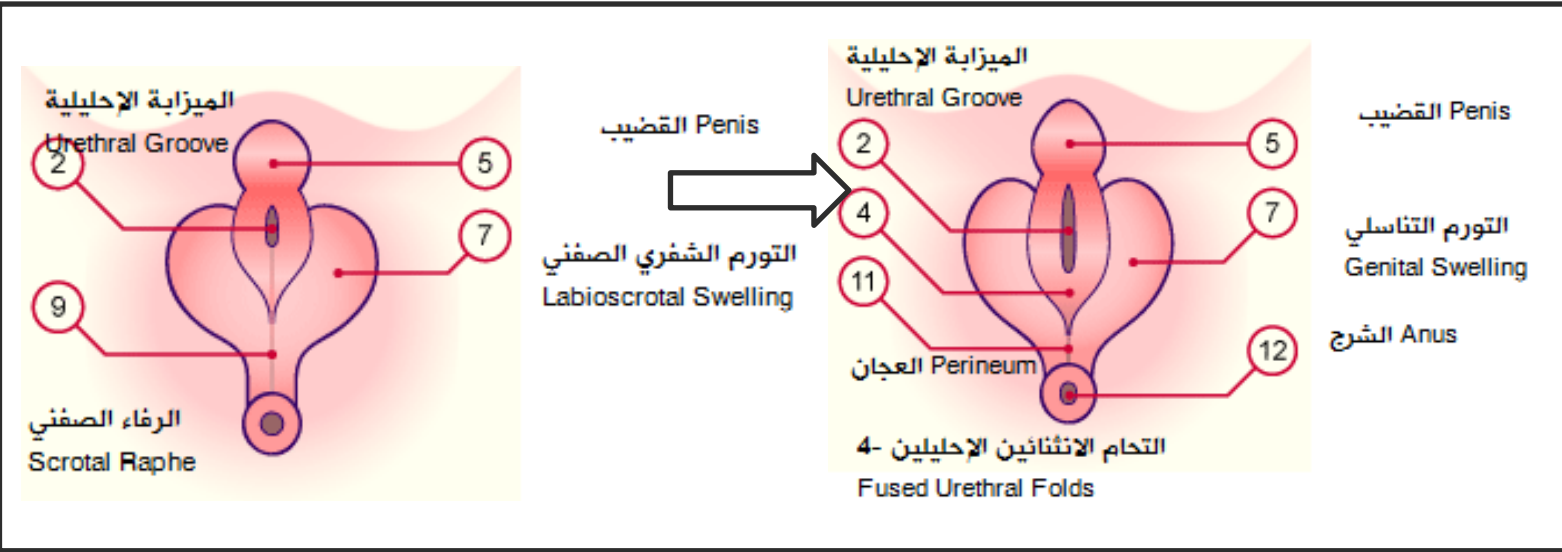 الميزابة الإحليلية
Urethral Groove
2
5
القضيب Penis
7
التورم الشفري الصفني
Labioscrotal Swelling
9
الرفاء الصفني
Scrotal Raphe
الميزابة الإحليلية
Urethral Groove
2
5
القضيب Penis
4
7
التورم التناسلي
Genital Swelling
11
العجان Perineum
12
الشرج Anus
4- التحام الانثنائين الإحليلين
Fused Urethral Folds